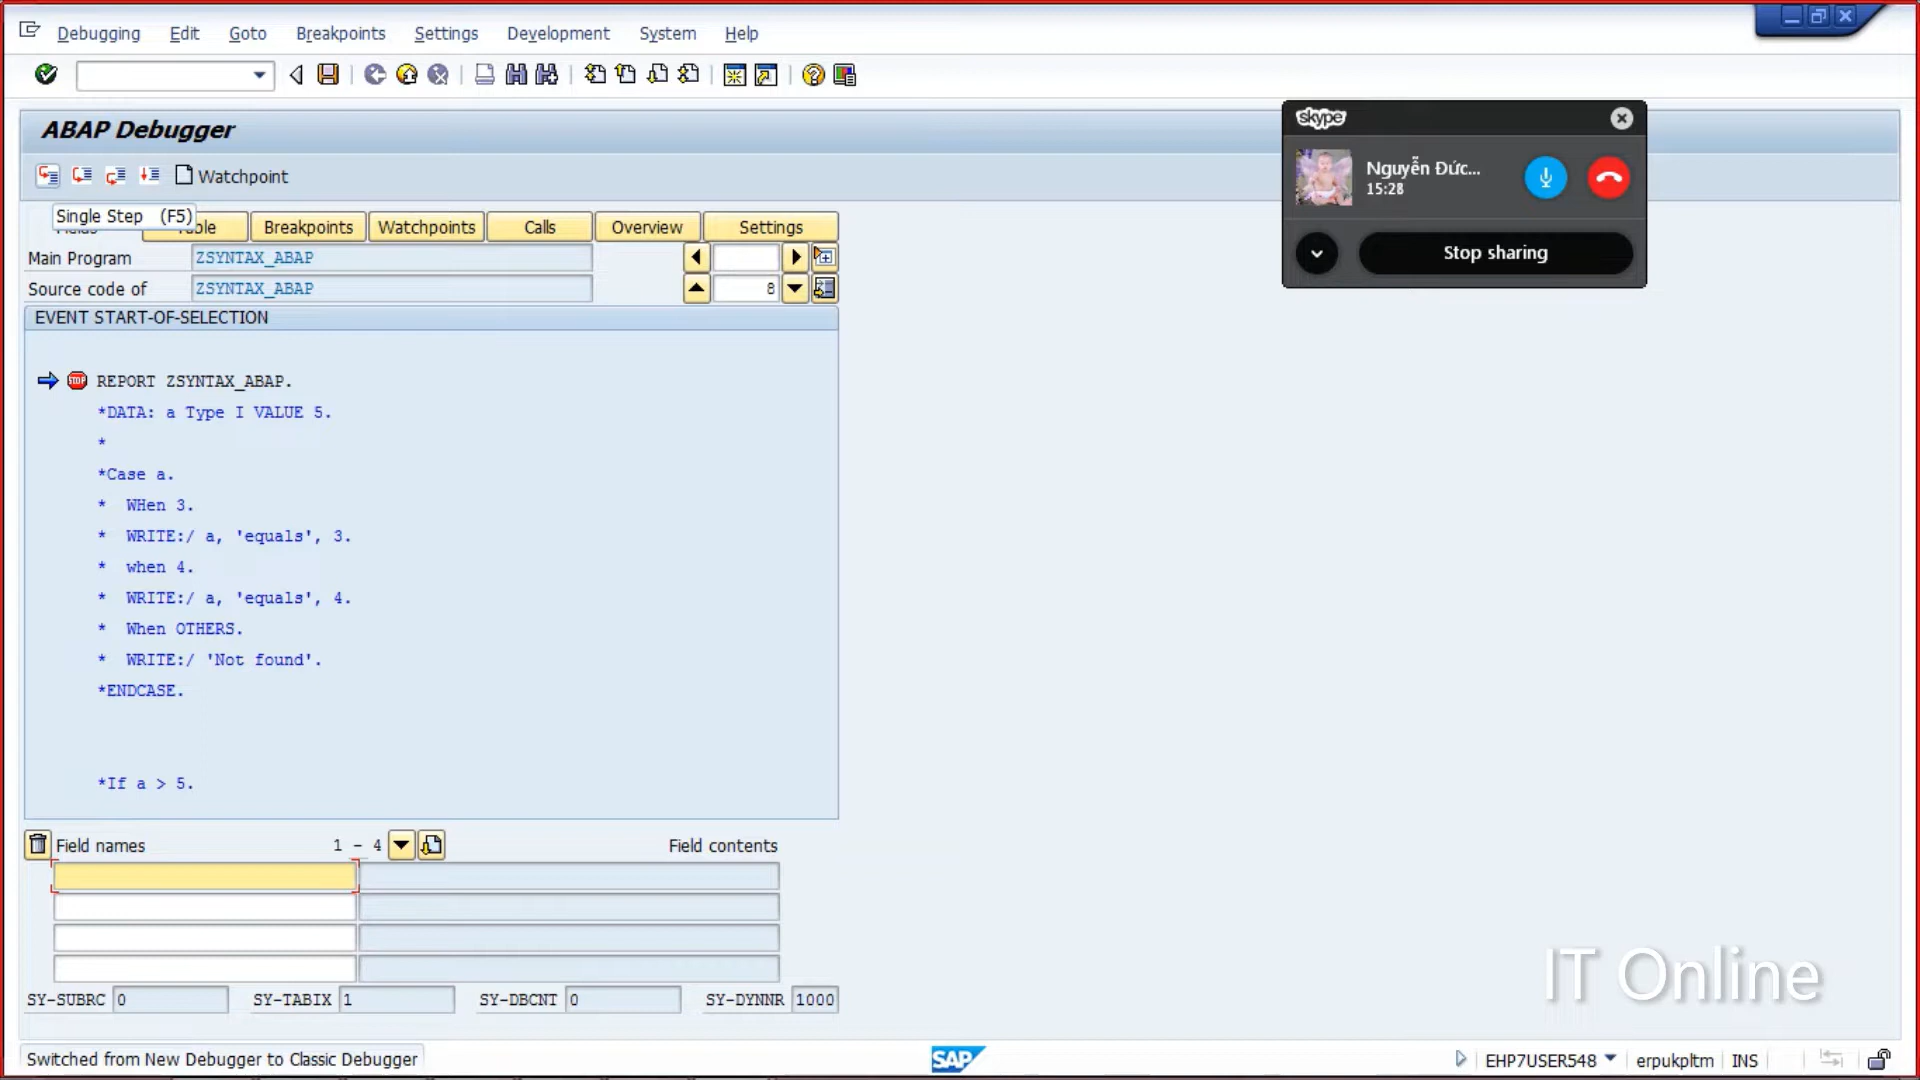 Debugging Edit Goto Breakpoints Settings Development System Help
ABAP Debugger
Watchpoint
Single Step (F5)
Breakpoints Watchpoints Calls Overview Settings
Main Program ZSYNTAX_ABAP
Source code of ZSYNTAX_ABAP 8
EVENT START-OF-SELECTION
STOP REPORT ZSYNTAX_ABAP.
*DATA: a Type I VALUE 5.
*
*Case a.
* WHen 3.
* WRITE:/ a, 'equals', 3.
* when 4.
* WRITE:/ a, 'equals', 4.
* When OTHERS.
* WRITE:/ 'Not found'.
*ENDCASE.
*If a > 5.
Field names 1 - 4 Field contents
SY-SUBRC 0 SY-TABIX 1 SY-DBCNT 0 SY-DYNNR 1000
Switched from New Debugger to Classic Debugger
SAP
EHP7USER548 erpukpltm INS
skype
Nguyễn Đức...
15:28
Stop sharing
IT Online